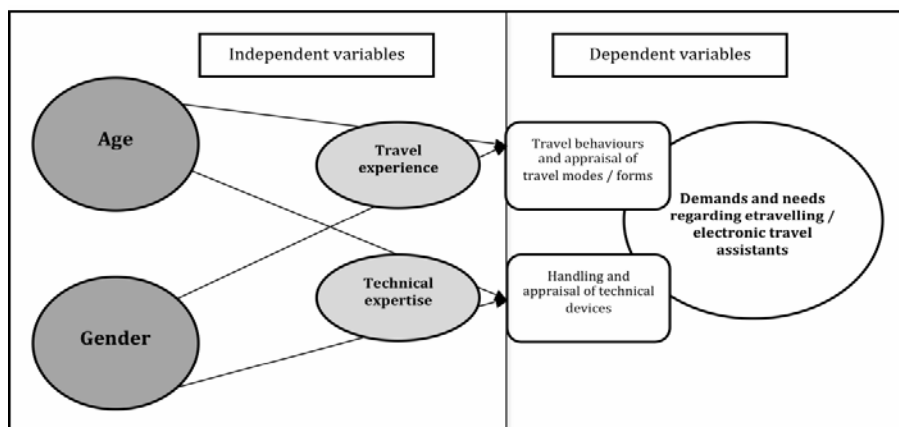 Independent variables
Dependent variables
Age
Travel
experience
Travel behaviours
and appraisal of
travel modes / forms
Demands and needs
regarding etravelling /
electronic travel
assistants
Technical
expertise
Handling and
appraisal of technical
devices
Gender